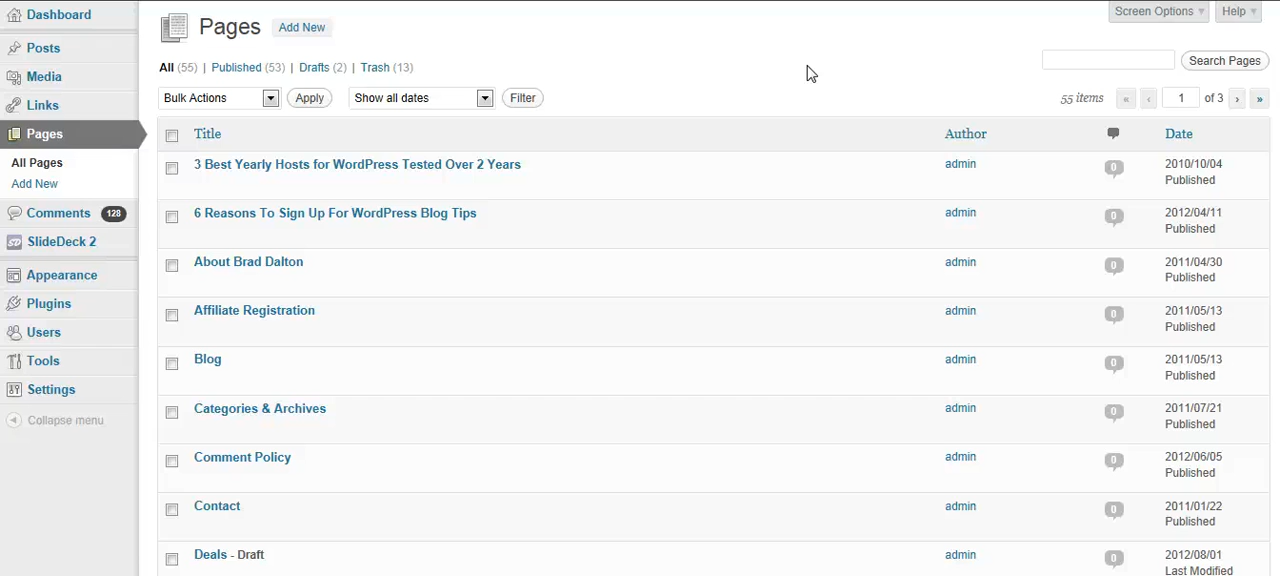 Dashboard
Posts
Media
Links
Pages
All Pages
Add New
Comments 128
SlideDeck 2
Appearance
Plugins
Users
Tools
Settings
Collapse menu
Screen Options Help
Pages Add New
All (55) | Published (53) | Drafts (2) | Trash (13)
Search Pages
Bulk Actions Apply Show all dates Filter
55 items « ‹ 1 of 3 › »
Title Author Date
3 Best Yearly Hosts for WordPress Tested Over 2 Years admin 0 2010/10/04
Published
6 Reasons To Sign Up For WordPress Blog Tips admin 0 2012/04/11
Published
About Brad Dalton admin 0 2011/04/30
Published
Affiliate Registration admin 0 2011/05/13
Published
Blog admin 0 2011/05/13
Published
Categories & Archives admin 0 2011/07/21
Published
Comment Policy admin 0 2012/06/05
Published
Contact admin 0 2011/01/22
Published
Deals - Draft admin 0 2012/08/01
Last Modified